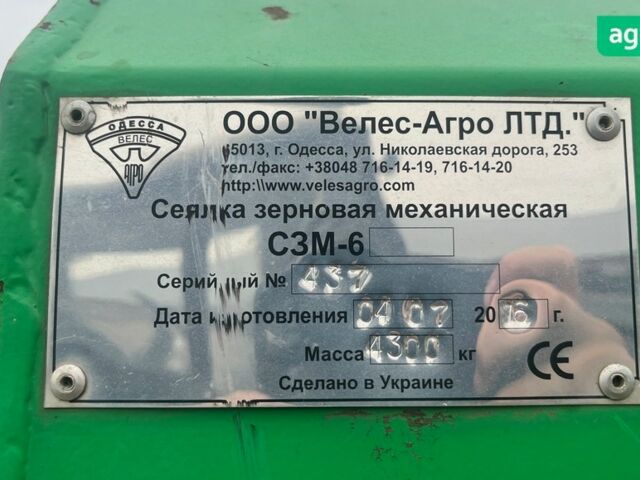 ag
ОДЕССА
ВЕЛЕС
АГРО
ООО "Велес-Агро ЛТД."
65013, г. Одесса, ул. Николаевская дорога, 253
тел./факс: +38048 716-14-19, 716-14-20
http:\\www.velesagro.com
Сеялка зерновая механическая
СЗМ-6
Серийный № 437
Дата изготовления 04 07 2016 г.
Масса 4300 кг
CE
Сделано в Украине